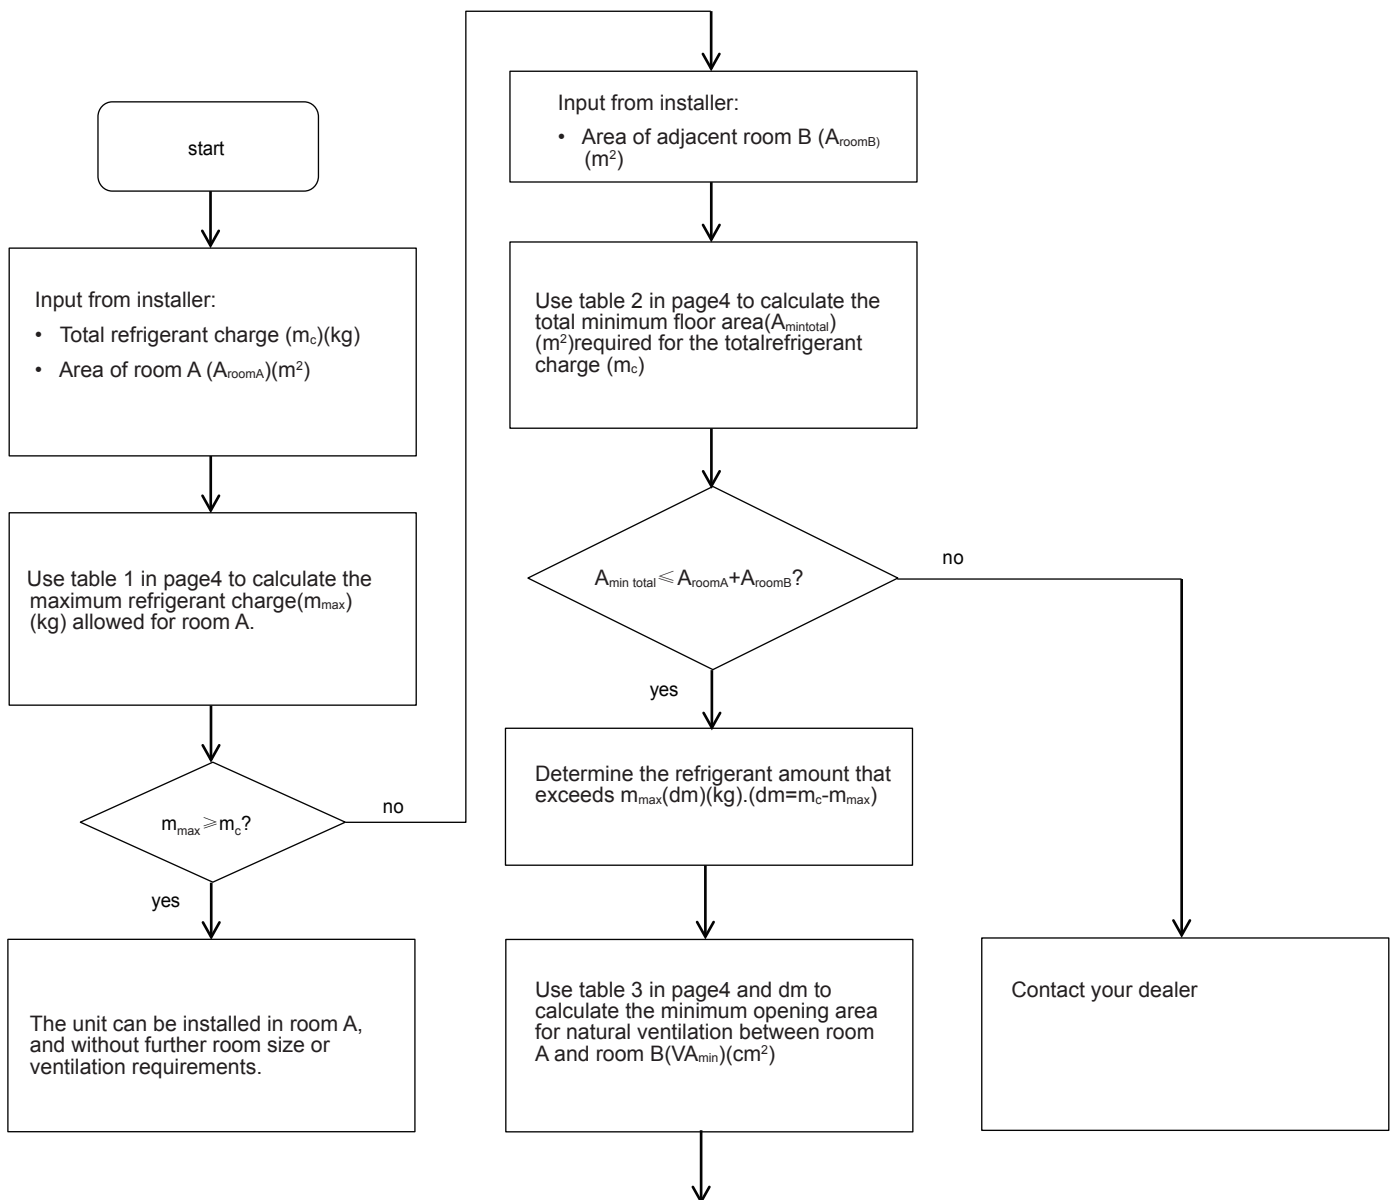 start
Input from installer:
• Total refrigerant charge (mc)(kg)
• Area of room A (AroomA)(m²)
Use table 1 in page4 to calculate the
maximum refrigerant charge(mmax)
(kg) allowed for room A.
mmax≥mc?
no
yes
The unit can be installed in room A,
and without further room size or
ventilation requirements.
Input from installer:
• Area of adjacent room B (AroomB)
(m²)
Use table 2 in page4 to calculate the
total minimum floor area(Amintotal)
(m²)required for the totalrefrigerant
charge (mc)
Amin total≤AroomA+AroomB?
no
yes
Determine the refrigerant amount that
exceeds mmax(dm)(kg).(dm=mc-mmax)
Use table 3 in page4 and dm to
calculate the minimum opening area
for natural ventilation between room
A and room B(VAmin)(cm²)
Contact your dealer